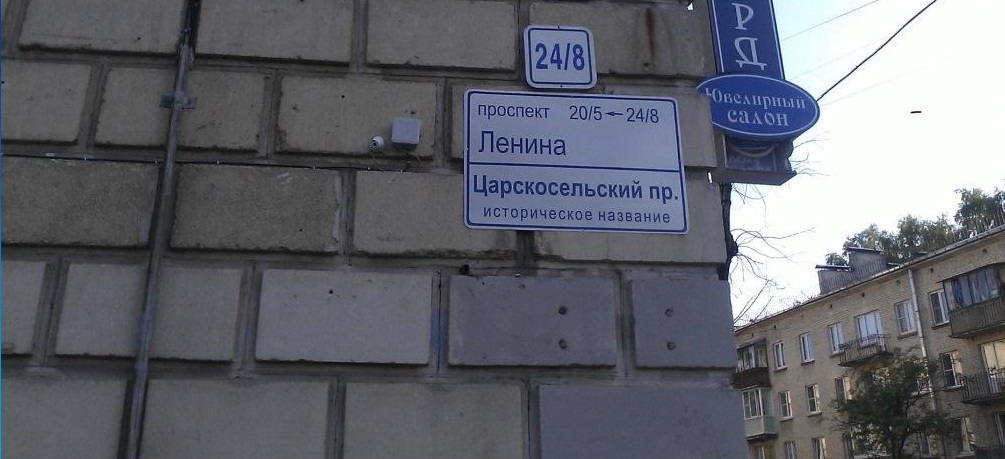 24/8
проспект 20/5←24/8
Ленина
Царскосельский пр.
историческое название
РД
Ювелирный
салон